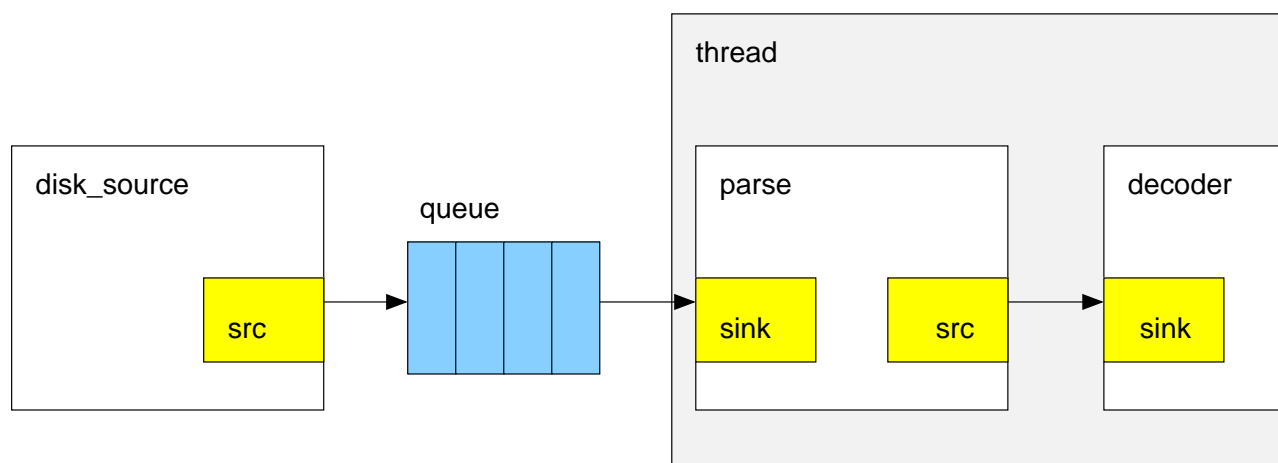 thread
disk_source
queue
parse
decoder
src
sink
src
sink